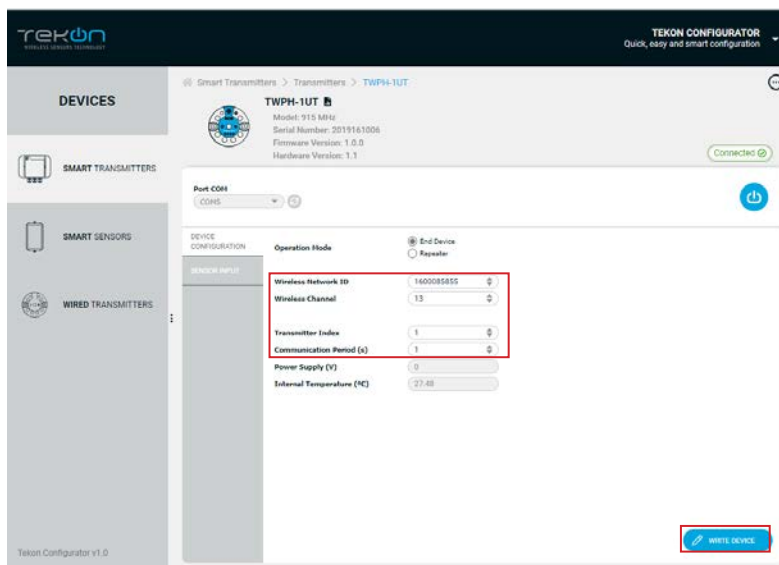 TEKON
WIRELESS SENSORS TECHNOLOGY
TEKON CONFIGURATOR
Quick, easy and smart configuration
DEVICES
SMART TRANSMITTERS
SMART SENSORS
WIRED TRANSMITTERS
Tekon Configurator v1.0
Smart Transmitters > Transmitters > TWPH-1UT
TWPH-1UT
Model: 915 MHz
Serial Number: 2019161006
Firmware Version: 1.0.0
Hardware Version: 1.1
Connected
Port COM
COM5
DEVICE CONFIGURATION
SENSOR INPUT
Operation Mode
End Device
Repeater
Wireless Network ID 1600085855
Wireless Channel 13
Transmitter Index 1
Communication Period (s) 1
Power Supply (V) 0
Internal Temperature (ºC) 27.48
WRITE DEVICE